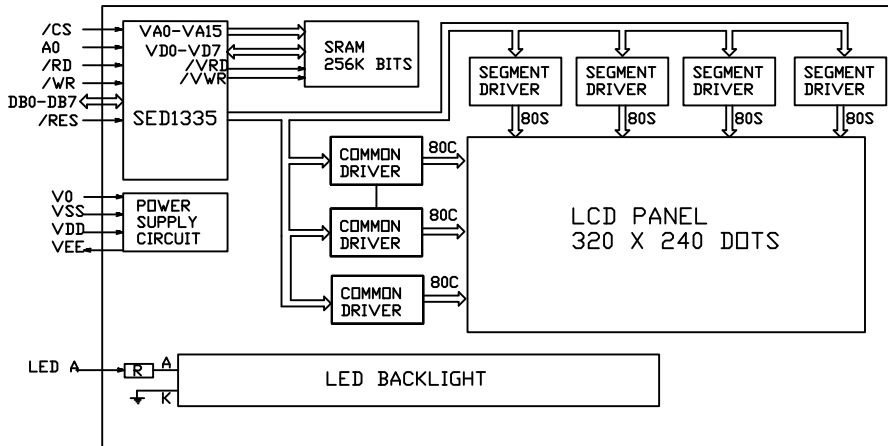 /CS
A0
/RD
/WR
DB0-DB7
/RES
VA0-VA15
VD0-VD7
/VRD
/VWR
SED1335
SRAM
256K BITS
SEGMENT
DRIVER
SEGMENT
DRIVER
SEGMENT
DRIVER
SEGMENT
DRIVER
80S
80S
80S
80S
COMMON
DRIVER
80C
COMMON
DRIVER
80C
COMMON
DRIVER
80C
LCD PANEL
320 X 240 DOTS
V0
VSS
VDD
VEE
POWER
SUPPLY
CIRCUIT
LED A
R
A
K
LED BACKLIGHT